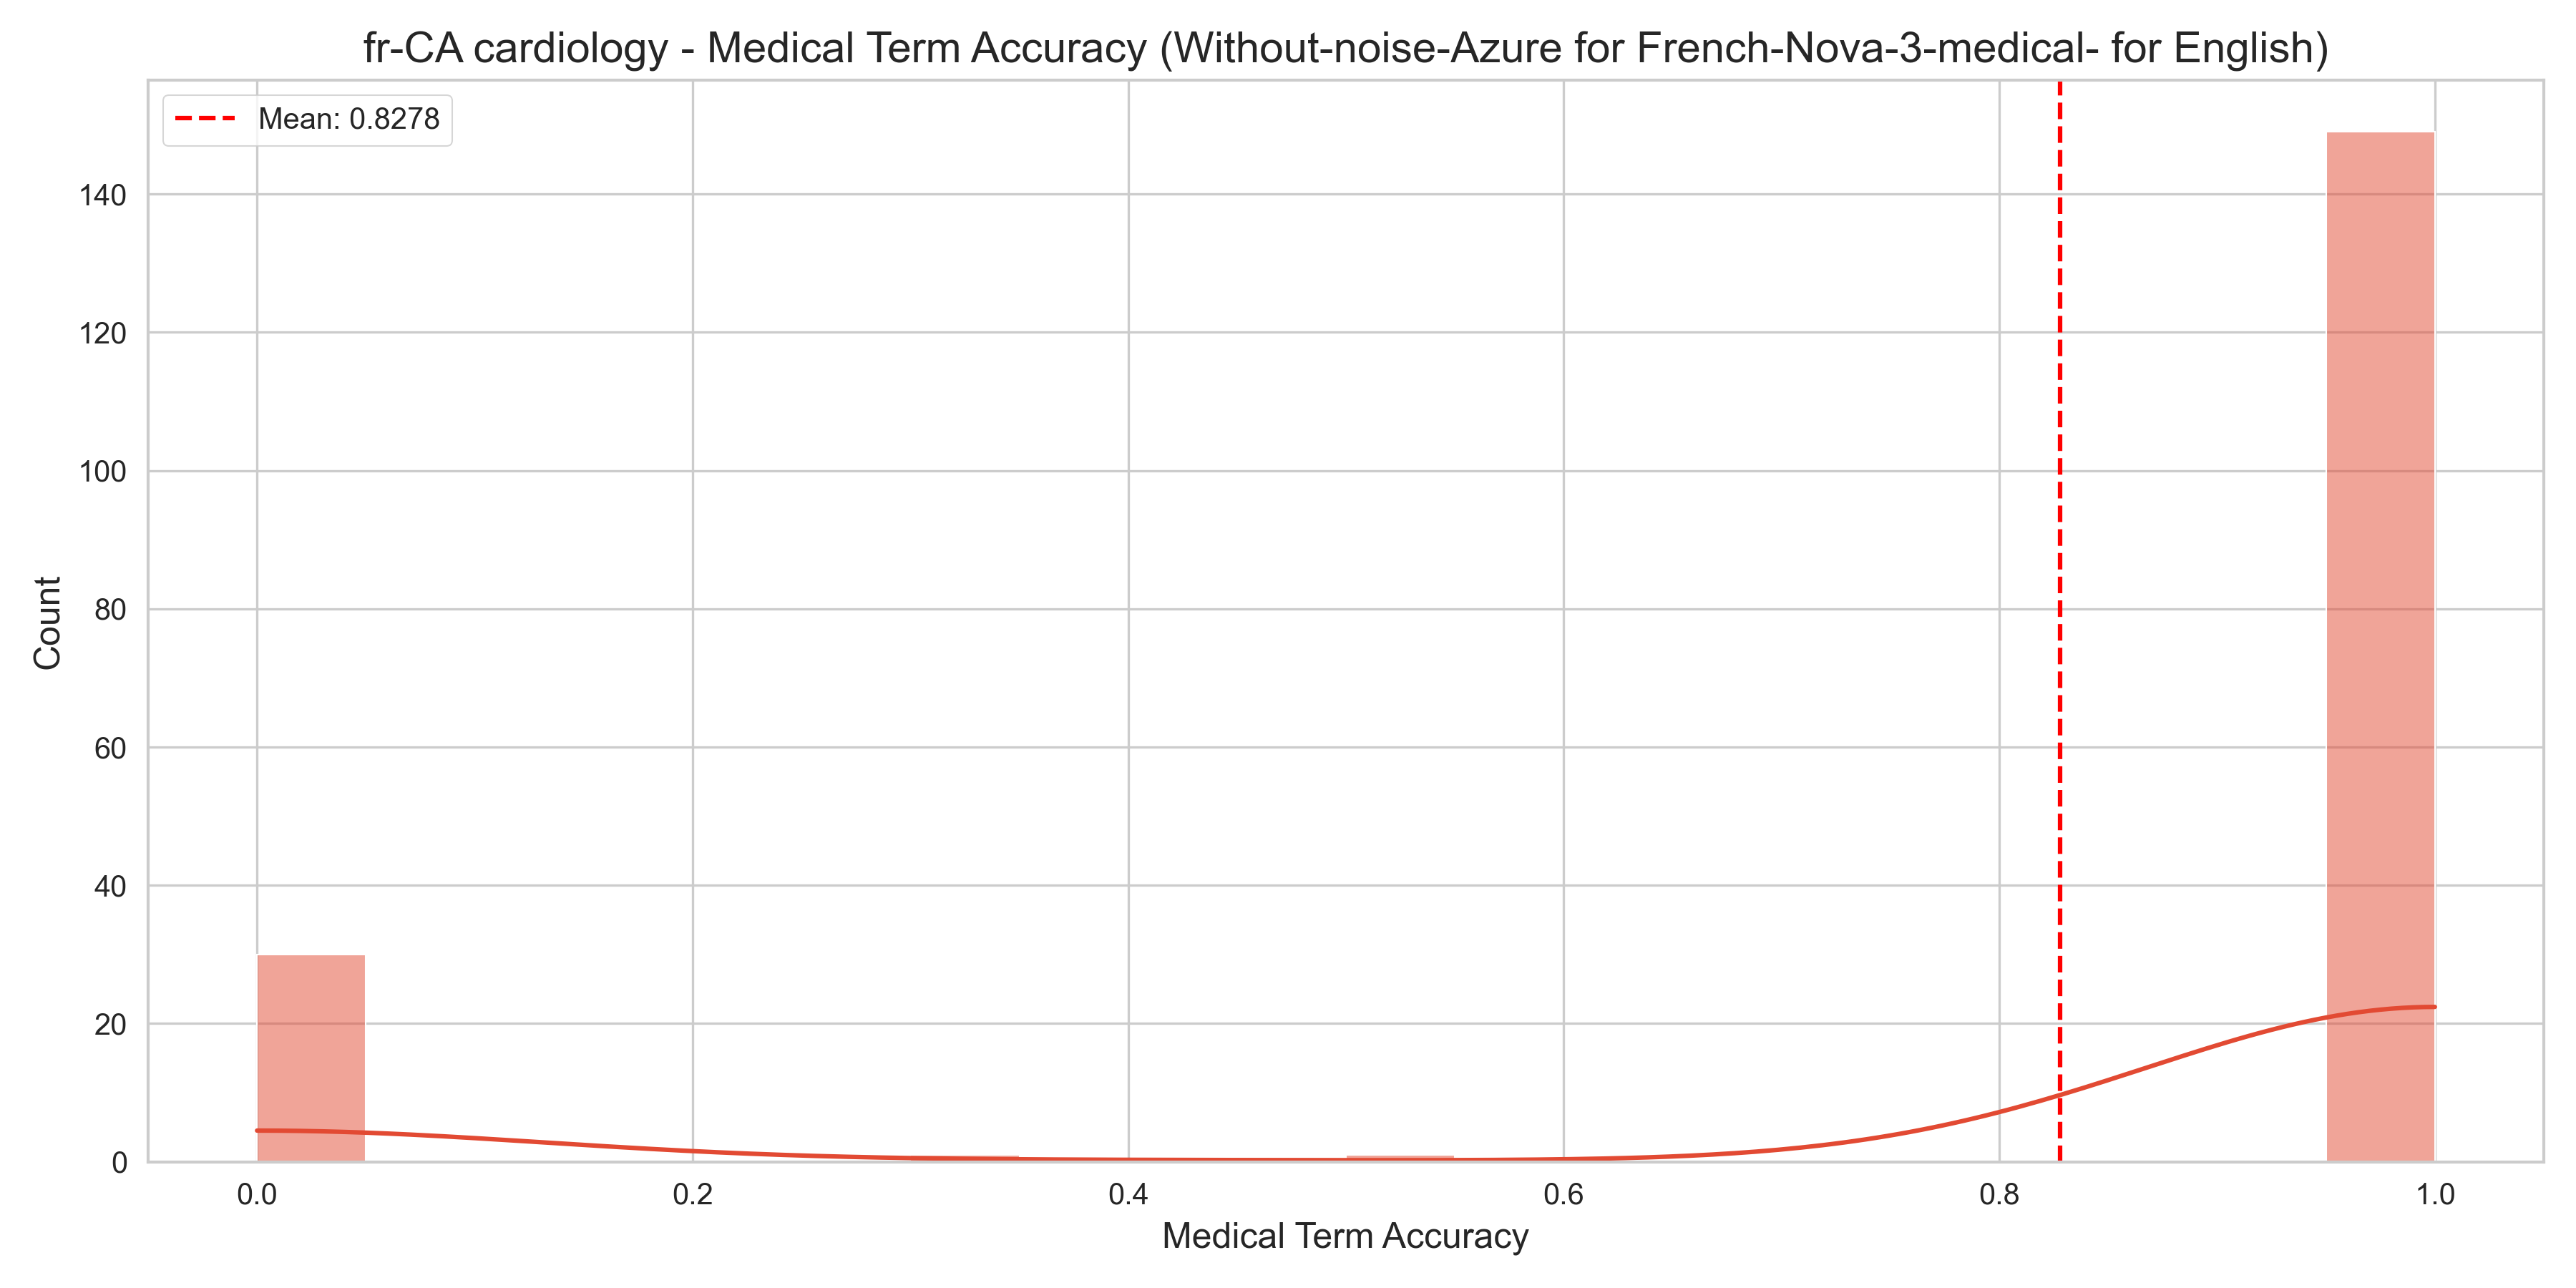 fr-CA cardiology - Medical Term Accuracy (Without-noise-Azure for French-Nova-3-medical- for English)
Mean: 0.8278
140
120
100
80
60
40
20
0
Count
0.0 0.2 0.4 0.6 0.8 1.0
Medical Term Accuracy